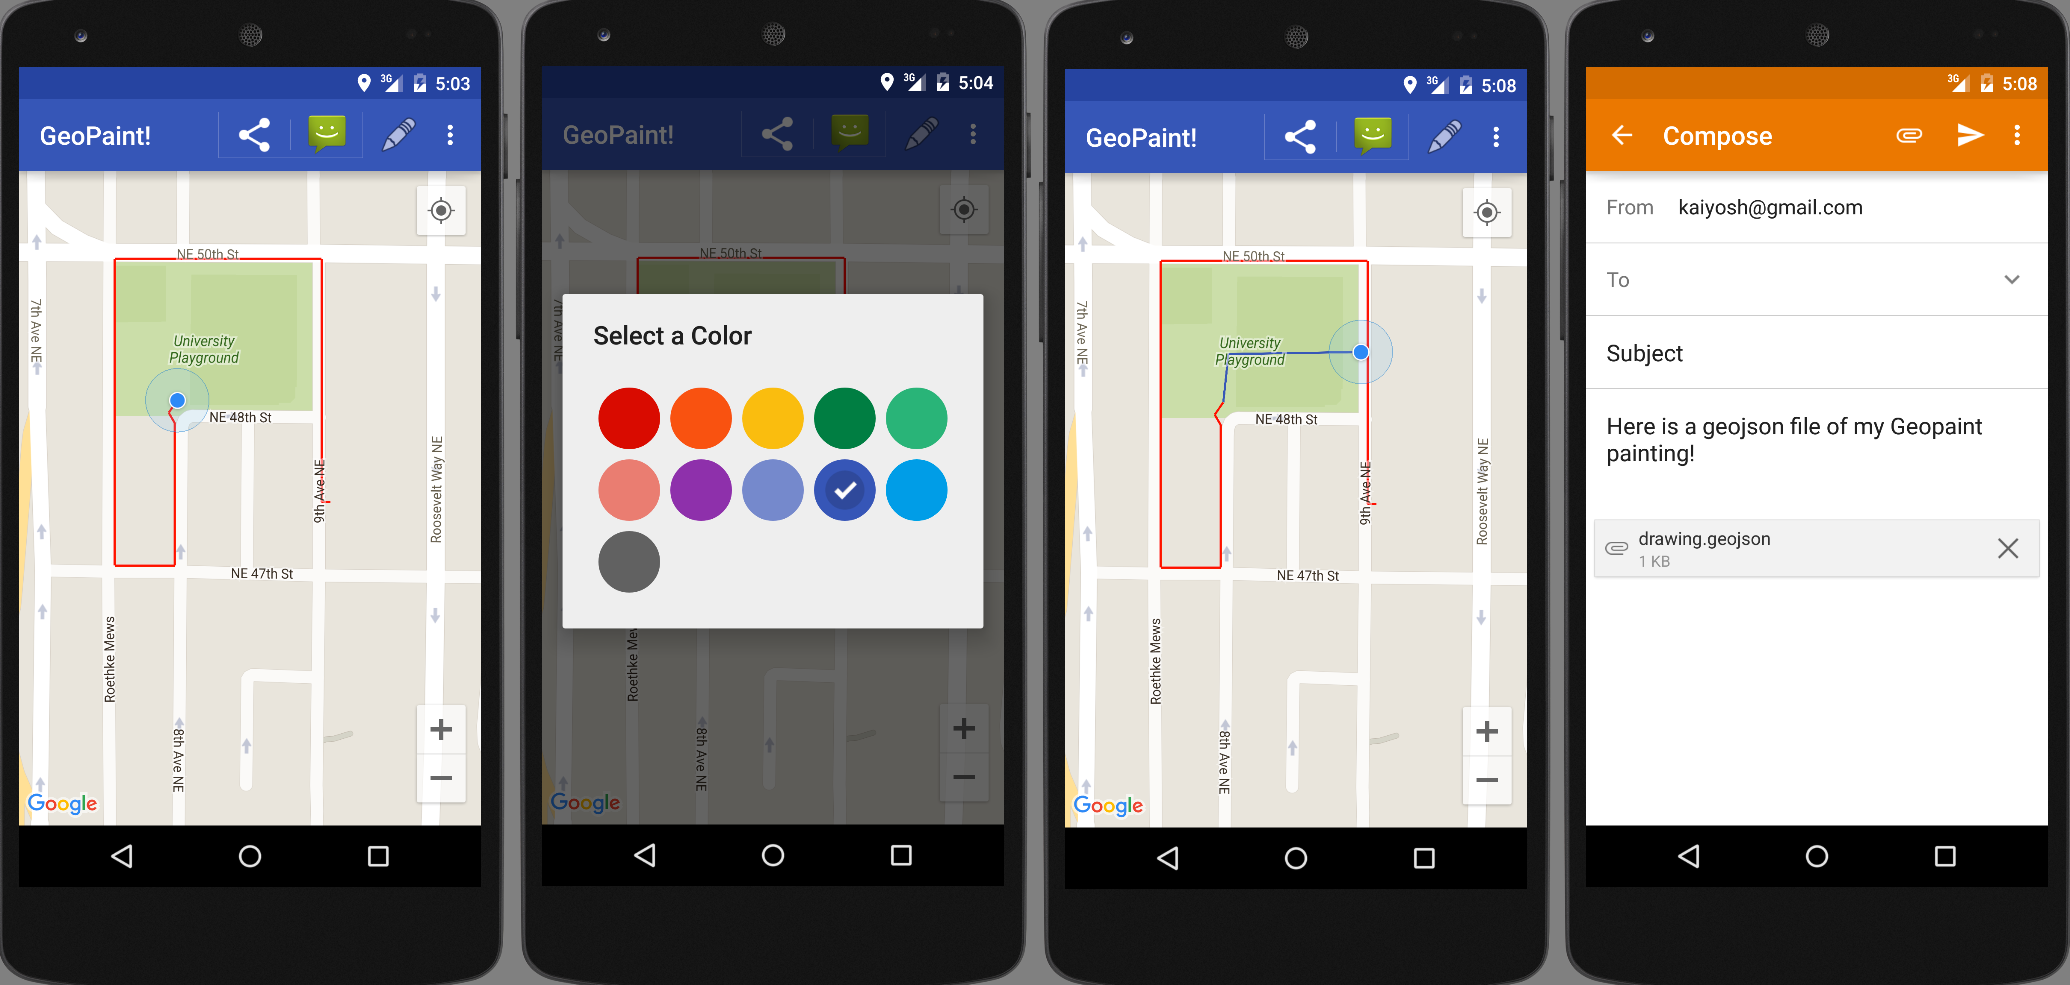 3G 5:03
GeoPaint!
NE 50th St
7th Ave NE
University
Playground
NE 48th St
9th Ave NE
Roosevelt Way NE
NE 47th St
Roethke Mews
8th Ave NE
+
−
Google
3G 5:04
GeoPaint!
NE 50th St
7th Ave NE
Select a Color
Roethke Mews
8th Ave NE
+
−
Google
3G 5:08
GeoPaint!
NE 50th St
7th Ave NE
University
Playground
NE 48th St
9th Ave NE
Roosevelt Way NE
NE 47th St
Roethke Mews
8th Ave NE
+
−
Google
3G 5:08
Compose
From kaiyosh@gmail.com
To
Subject
Here is a geojson file of my Geopaint
painting!
drawing.geojson
1 KB